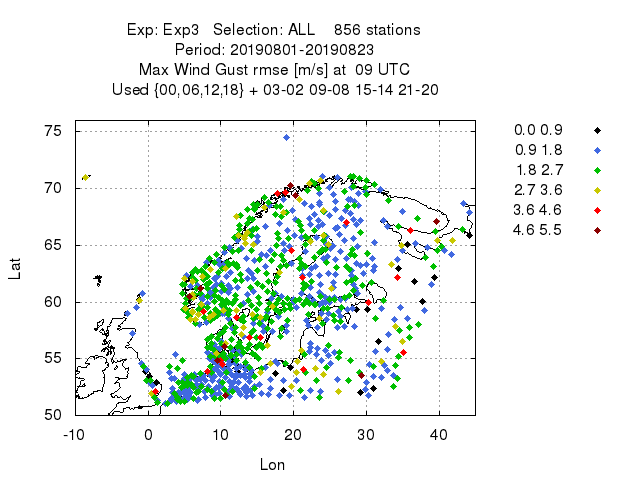 Exp: Exp3 Selection: ALL 856 stations
Period: 20190801-20190823
Max Wind Gust rmse [m/s] at 09 UTC
Used {00,06,12,18} + 03-02 09-08 15-14 21-20
75
70
65
60
55
50
Lat
-10 0 10 20 30 40
Lon
0.0 0.9
0.9 1.8
1.8 2.7
2.7 3.6
3.6 4.6
4.6 5.5